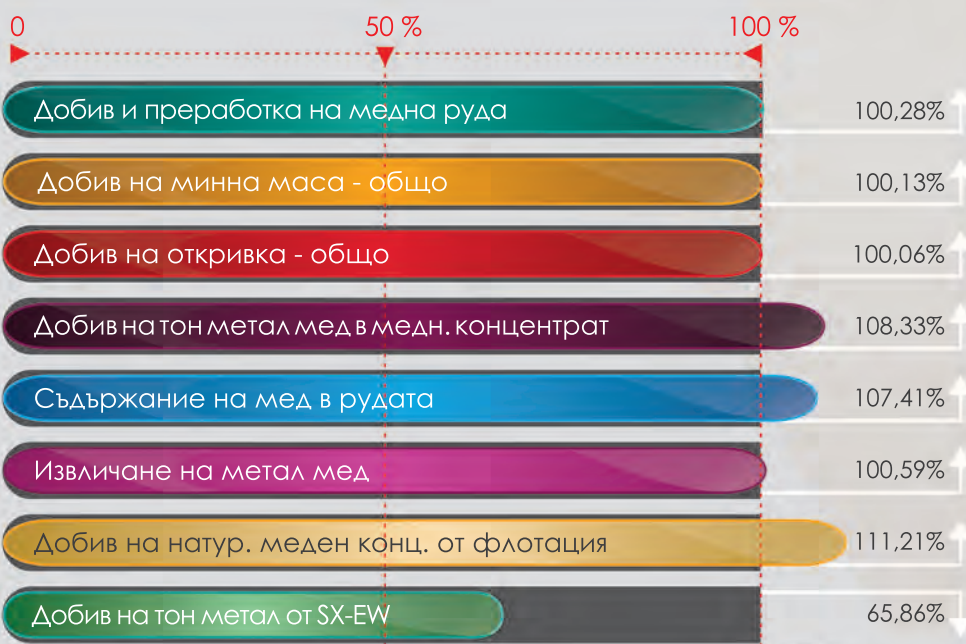 0 50 % 100 %
Добив и преработка на медна руда 100,28%
Добив на минна маса - общо 100,13%
Добив на откривка - общо 100,06%
Добив на тон метал мед в медн. концентрат 108,33%
Съдържание на мед в рудата 107,41%
Извличане на метал мед 100,59%
Добив на натур. меден конц. от флотация 111,21%
Добив на тон метал от SX-EW 65,86%